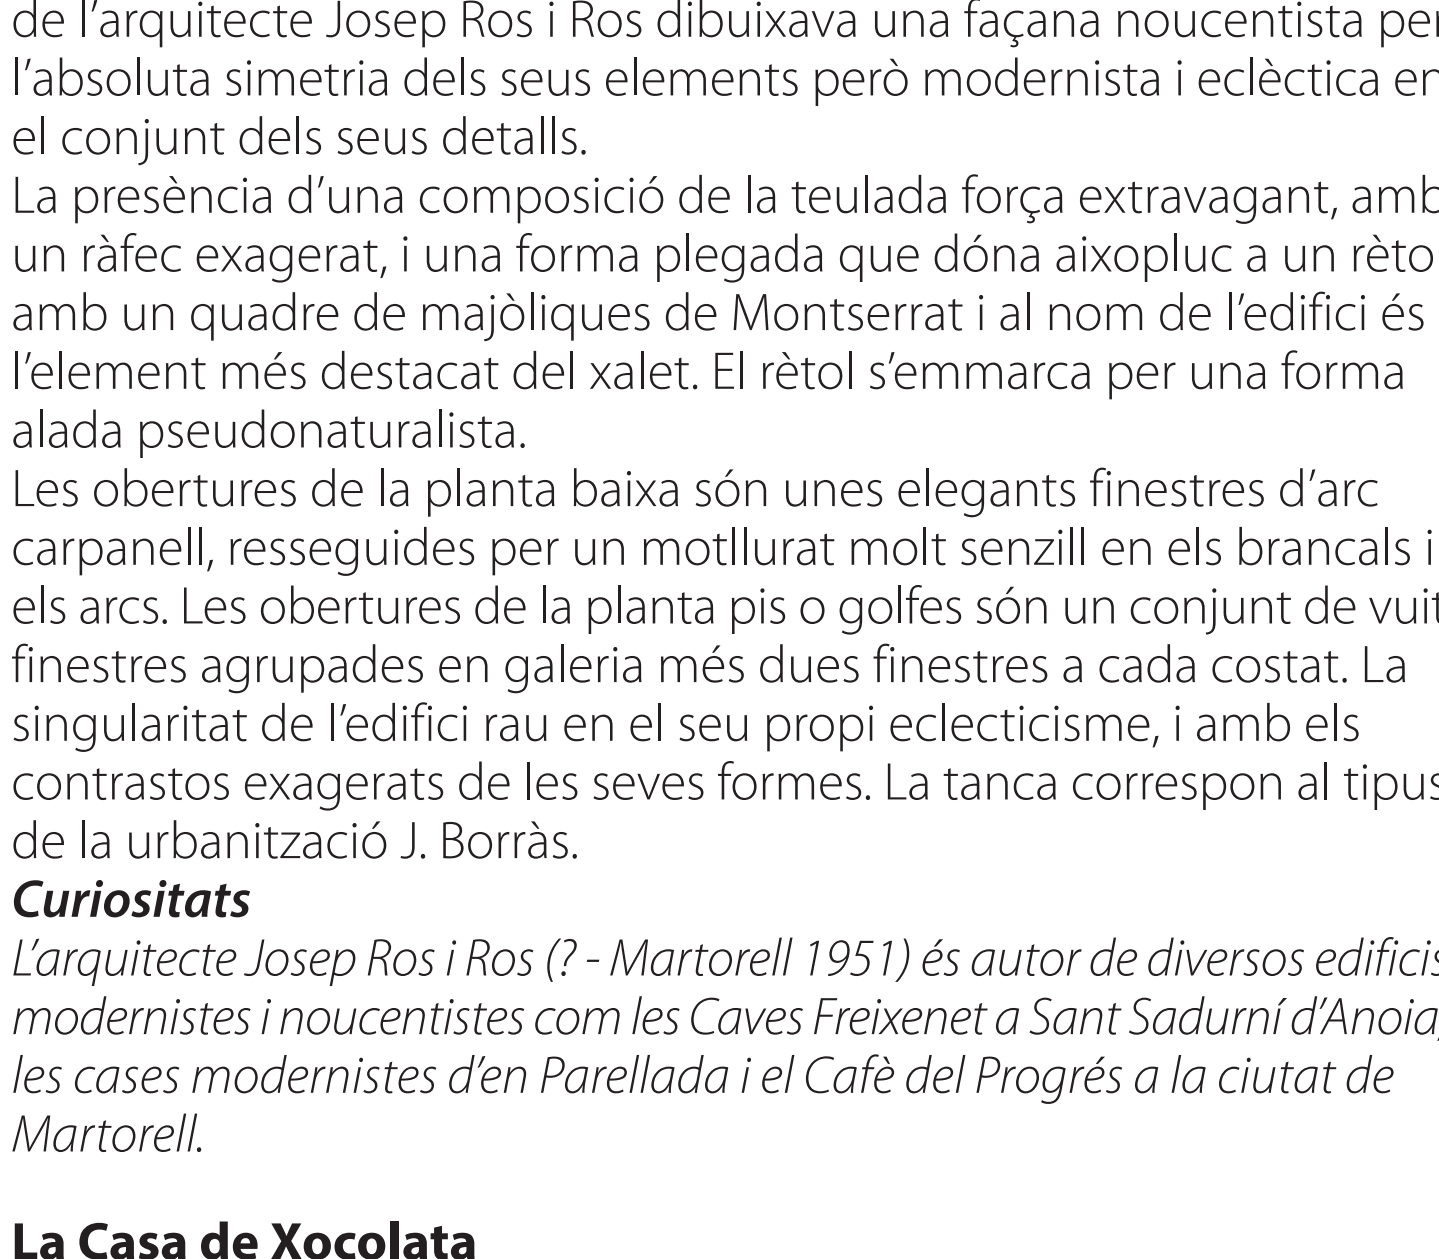 de l’arquitecte Josep Ros i Ros dibuixava una façana noucentista per
l’absoluta simetria dels seus elements però modernista i eclèctica en
el conjunt dels seus detalls.
La presència d’una composició de la teulada força extravagant, amb
un ràfec exagerat, i una forma plegada que dóna aixopluc a un rèto
amb un quadre de majòliques de Montserrat i al nom de l’edifici és
l’element més destacat del xalet. El rètol s’emmarca per una forma
alada pseudonaturalista.
Les obertures de la planta baixa són unes elegants finestres d’arc
carpanell, resseguides per un motllurat molt senzill en els brancals i
els arcs. Les obertures de la planta pis o golfes són un conjunt de vuit
finestres agrupades en galeria més dues finestres a cada costat. La
singularitat de l’edifici rau en el seu propi eclecticisme, i amb els
contrastos exagerats de les seves formes. La tanca correspon al tipus
de la urbanització J. Borràs.
Curiositats
L’arquitecte Josep Ros i Ros (? - Martorell 1951) és autor de diversos edificis
modernistes i noucentistes com les Caves Freixenet a Sant Sadurní d’Anoia,
les cases modernistes d’en Parellada i el Cafè del Progrés a la ciutat de
Martorell.
La Casa de Xocolata